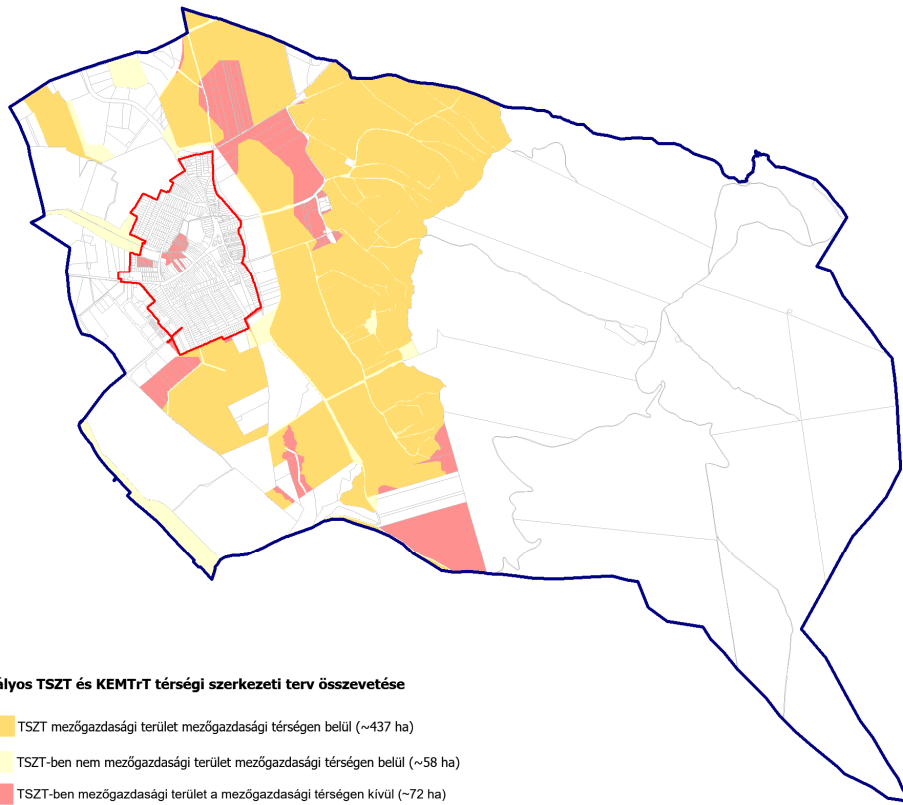 ályos TSZT és KEMTrT térségi szerkezeti terv összevetése
TSZT mezőgazdasági terület mezőgazdasági térségen belül (~437 ha)
TSZT-ben nem mezőgazdasági terület mezőgazdasági térségen belül (~58 ha)
TSZT-ben mezőgazdasági terület a mezőgazdasági térségen kívül (~72 ha)